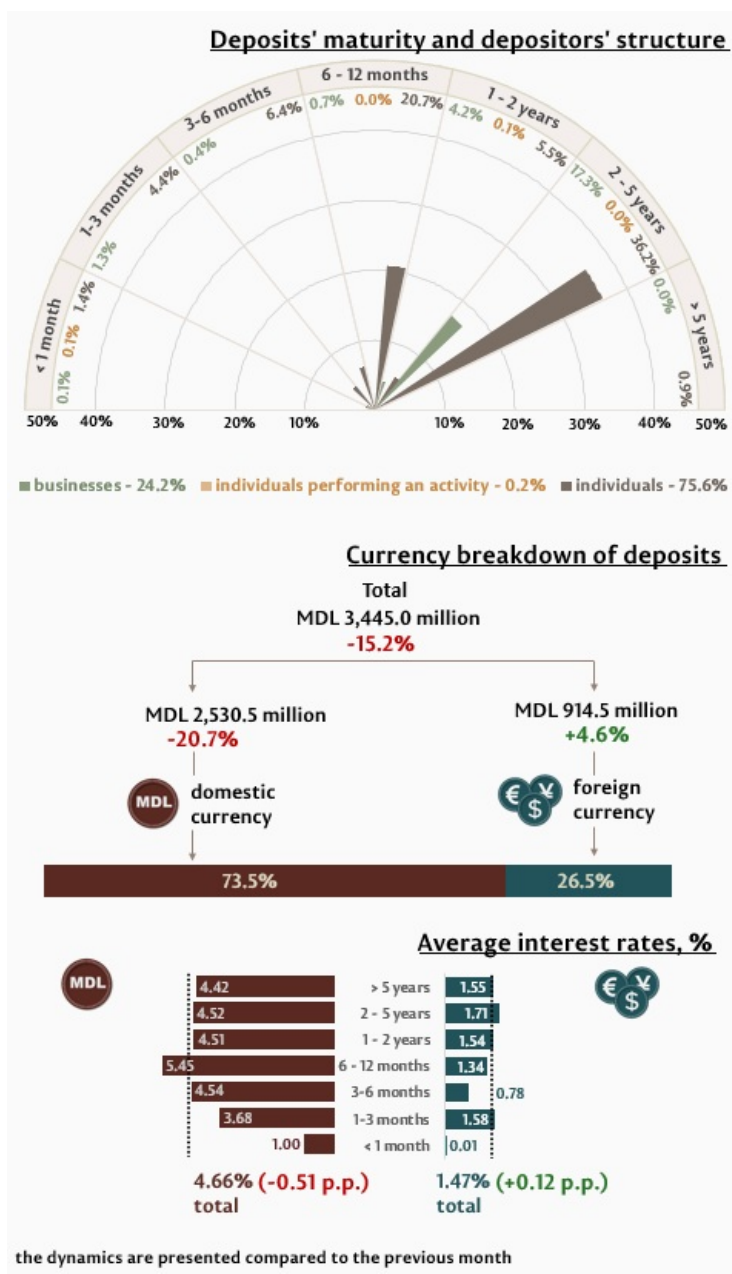 Deposits' maturity and depositors' structure
< 1 month
1-3 months
3-6 months
6 - 12 months
1 - 2 years
2 - 5 years
> 5 years
0.1% 0.1% 1.4%
1.3% 4.4%
0.4% 6.4%
0.7% 0.0% 20.7%
4.2% 0.1% 5.5%
17.3% 0.0% 36.2%
0.0% 0.9%
50% 40% 30% 20% 10% 10% 20% 30% 40% 50%
businesses - 24.2% individuals performing an activity - 0.2% individuals - 75.6%
Currency breakdown of deposits
Total
MDL 3,445.0 million
-15.2%
MDL 2,530.5 million
-20.7%
MDL
domestic
currency
MDL 914.5 million
+4.6%
€ ¥ $
foreign
currency
73.5% 26.5%
Average interest rates, %
MDL
€ ¥ $
4.42 > 5 years 1.55
4.52 2 - 5 years 1.71
4.51 1 - 2 years 1.54
5.45 6 - 12 months 1.34
4.54 3-6 months 0.78
3.68 1-3 months 1.58
1.00 < 1 month 0.01
4.66% (-0.51 p.p.) 1.47% (+0.12 p.p.)
total total
the dynamics are presented compared to the previous month